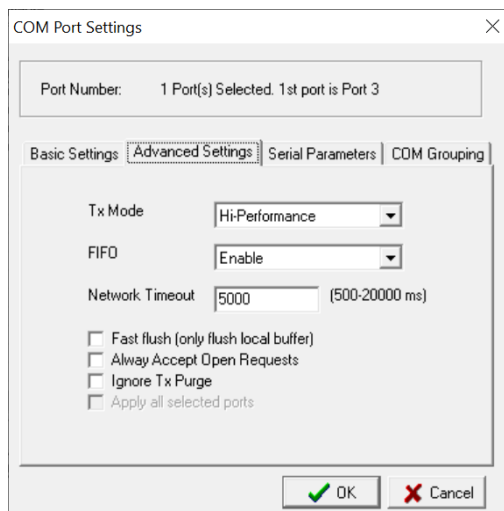 COM Port Settings
Port Number: 1 Port(s) Selected. 1st port is Port 3
Basic Settings Advanced Settings Serial Parameters COM Grouping
Tx Mode Hi-Performance
FIFO Enable
Network Timeout 5000 (500-20000 ms)
Fast flush (only flush local buffer)
Alway Accept Open Requests
Ignore Tx Purge
Apply all selected ports
OK Cancel